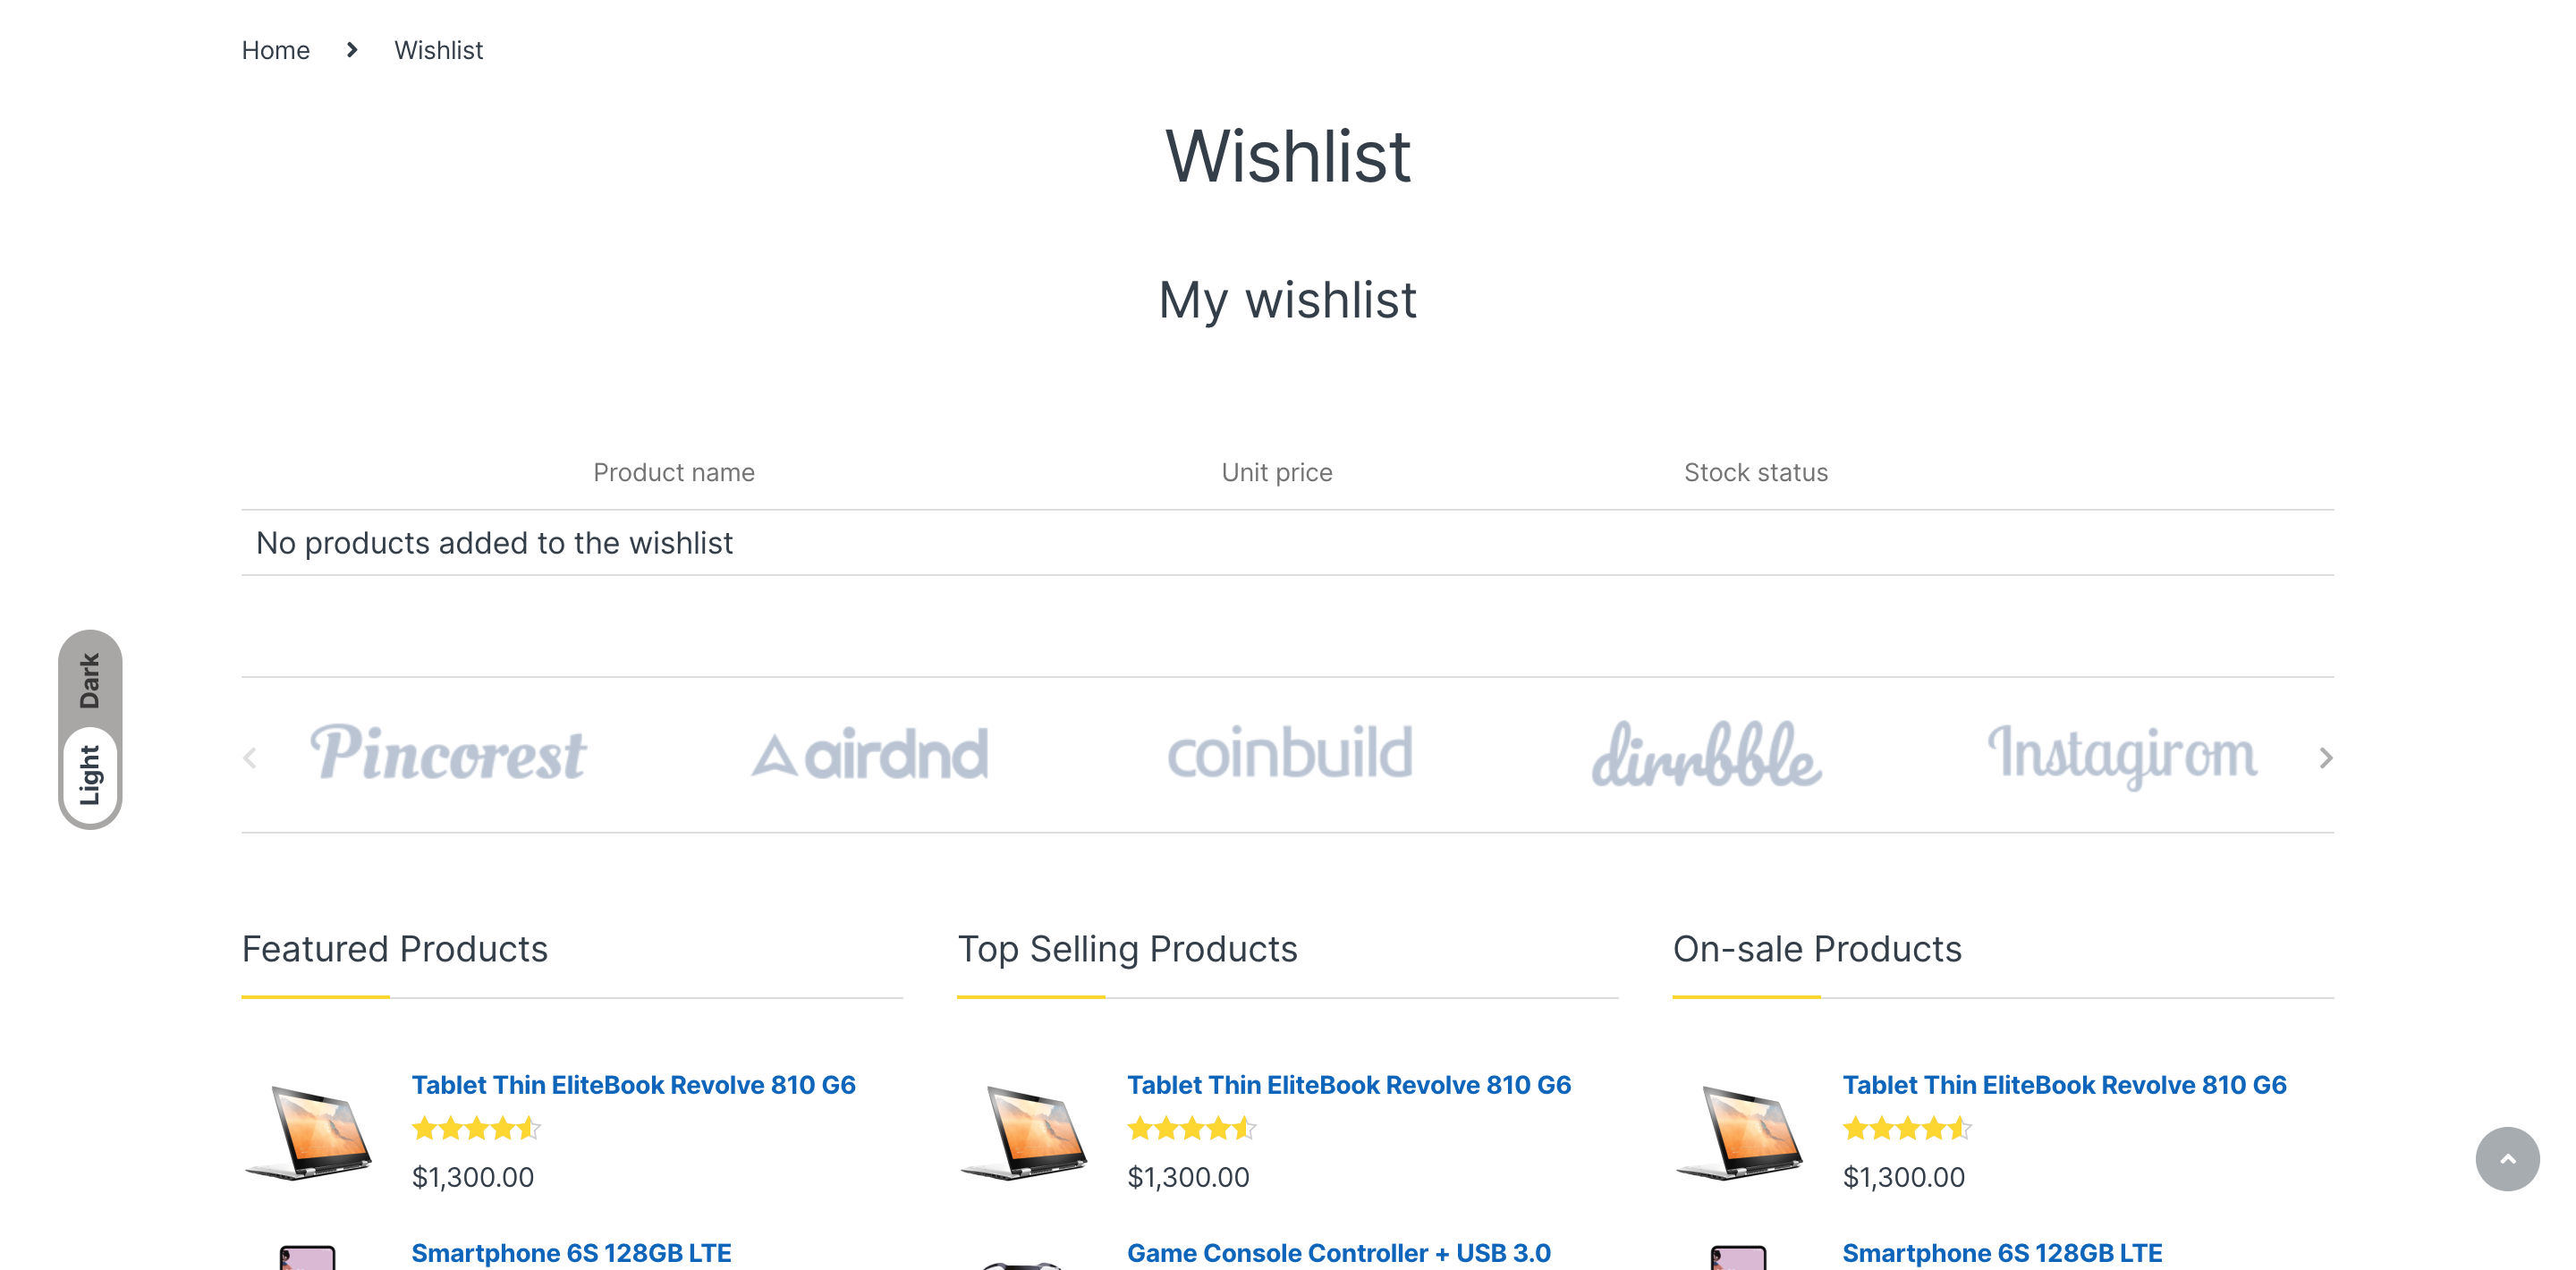 Home > Wishlist
Wishlist
My wishlist
Product name Unit price Stock status
No products added to the wishlist
Dark
Light
Pincorest airdnd coinbuild dirrbble Instagirom
Featured Products
Tablet Thin EliteBook Revolve 810 G6
$1,300.00
Smartphone 6S 128GB LTE
Top Selling Products
Tablet Thin EliteBook Revolve 810 G6
$1,300.00
Game Console Controller + USB 3.0
On-sale Products
Tablet Thin EliteBook Revolve 810 G6
$1,300.00
Smartphone 6S 128GB LTE